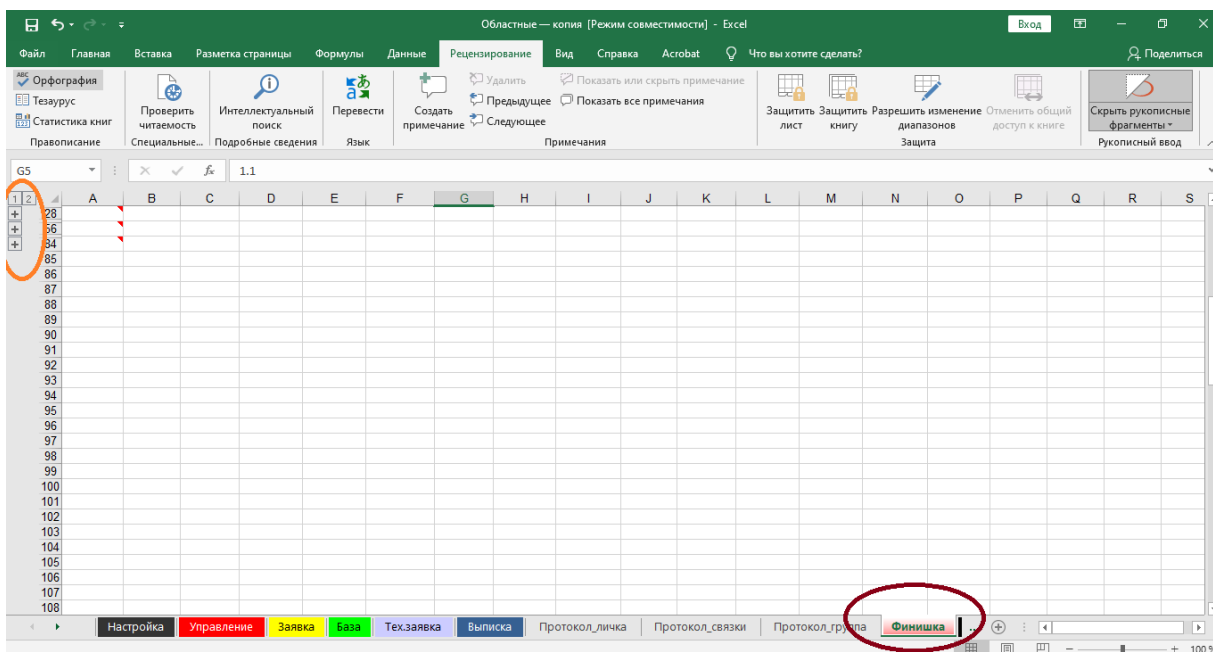 Областные — копия [Режим совместимости] - Excel
Вход
Файл Главная Вставка Разметка страницы Формулы Данные Рецензирование Вид Справка Acrobat Что вы хотите сделать? Поделиться
ABC Орфография
Тезаурус
123 Статистика книг
Правописание
Проверить читаемость
Специальные...
Интеллектуальный поиск
Подробные сведения
Перевести
Язык
Создать примечание
Удалить
Предыдущее
Следующее
Показать или скрыть примечание
Показать все примечания
Примечания
Защитить лист
Защитить книгу
Разрешить изменение диапазонов
Отменить общий доступ к книге
Защита
Скрыть рукописные фрагменты
Рукописный ввод
G5 fx 1.1
1 2 A B C D E F G H I J K L M N O P Q R S
28
56
84
85
86
87
88
89
90
91
92
93
94
95
96
97
98
99
100
101
102
103
104
105
106
107
108
Настройка Управление Заявка База Тех.заявка Выписка Протокол_личка Протокол_связки Протокол_группа Финишка ...
100 %